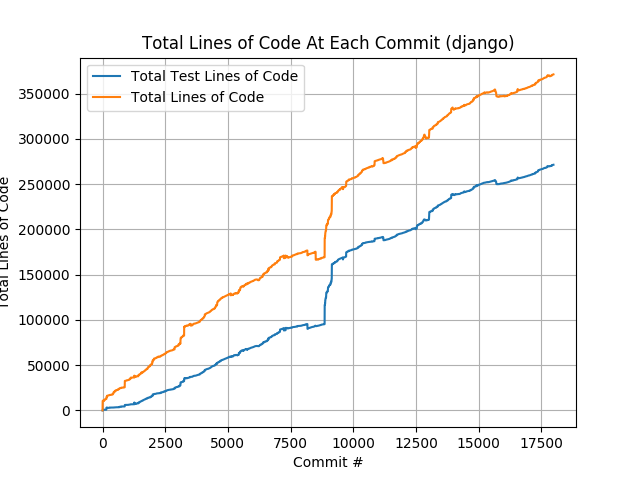 Total Lines of Code At Each Commit (django)
Total Test Lines of Code
Total Lines of Code
Total Lines of Code
350000
300000
250000
200000
150000
100000
50000
0
0 2500 5000 7500 10000 12500 15000 17500
Commit #